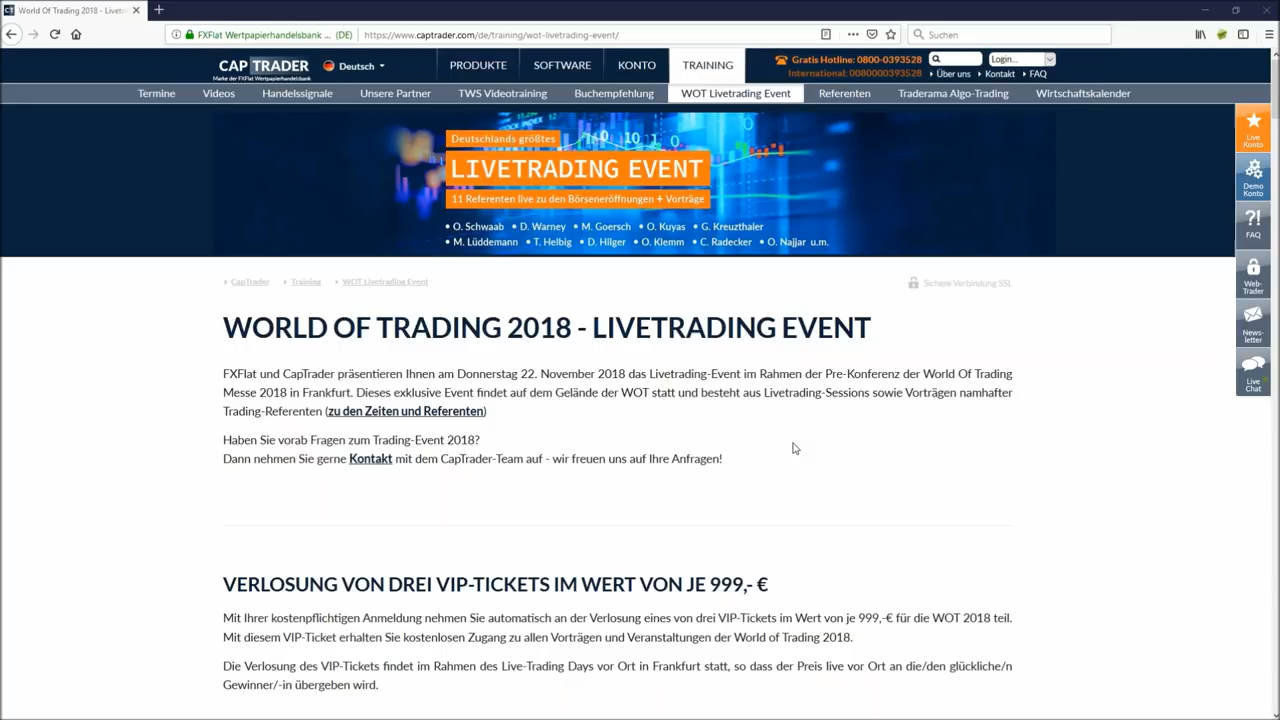 World Of Trading 2018 - Livetr
FXFlat Wertpapierhandelsbank ... (DE)
https://www.captrader.com/de/training/wot-livetrading-event/
Suchen
CAP TRADER
Marke der FXFlat Wertpapierhandelsbank
Deutsch
PRODUKTE
SOFTWARE
KONTO
TRAINING
Gratis Hotline: 0800-0393528
International: 0080000393528
Login...
Über uns
Kontakt
FAQ
Termine
Videos
Handelssignale
Unsere Partner
TWS Videotraining
Buchempfehlung
WOT Livetrading Event
Referenten
Traderama Algo-Trading
Wirtschaftskalender
Deutschlands größtes
LIVETRADING EVENT
11 Referenten live zu den Börseneröffnungen + Vorträge
• O. Schwaab • D. Warney • M. Goersch • O. Kuyas • G. Kreuzthaler
• M. Lüddemann • T. Helbig • D. Hilger • O. Klemm • C. Radecker • O. Najjar u.m.
Live Konto
Demo Konto
FAQ
Web-Trader
News-letter
Live Chat
CapTrader
Training
WOT Livetrading Event
Sichere Verbindung SSL
WORLD OF TRADING 2018 - LIVETRADING EVENT
FXFlat und CapTrader präsentieren Ihnen am Donnerstag 22. November 2018 das Livetrading-Event im Rahmen der Pre-Konferenz der World Of Trading
Messe 2018 in Frankfurt. Dieses exklusive Event findet auf dem Gelände der WOT statt und besteht aus Livetrading-Sessions sowie Vorträgen namhafter
Trading-Referenten (zu den Zeiten und Referenten)
Haben Sie vorab Fragen zum Trading-Event 2018?
Dann nehmen Sie gerne Kontakt mit dem CapTrader-Team auf - wir freuen uns auf Ihre Anfragen!
VERLOSUNG VON DREI VIP-TICKETS IM WERT VON JE 999,- €
Mit Ihrer kostenpflichtigen Anmeldung nehmen Sie automatisch an der Verlosung eines von drei VIP-Tickets im Wert von je 999,-€ für die WOT 2018 teil.
Mit diesem VIP-Ticket erhalten Sie kostenlosen Zugang zu allen Vorträgen und Veranstaltungen der World of Trading 2018.
Die Verlosung des VIP-Tickets findet im Rahmen des Live-Trading Days vor Ort in Frankfurt statt, so dass der Preis live vor Ort an die/den glückliche/n
Gewinner/-in übergeben wird.